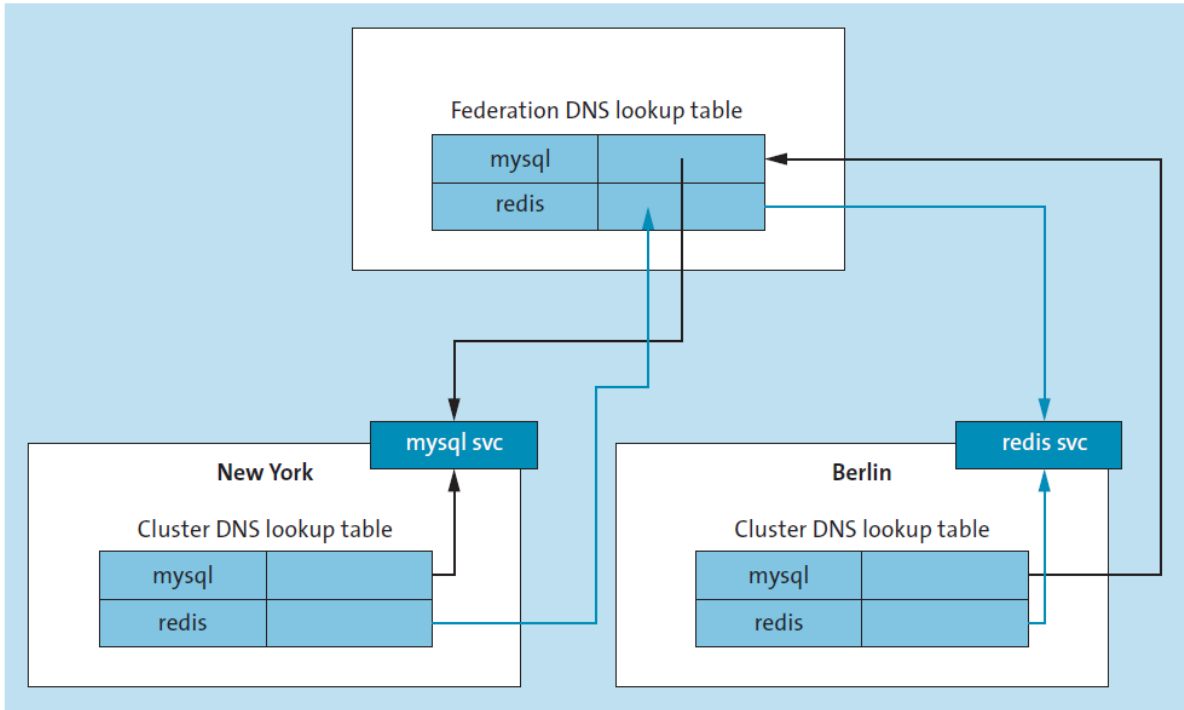 Federation DNS lookup table
mysql
redis
mysql svc
New York
Cluster DNS lookup table
mysql
redis
redis svc
Berlin
Cluster DNS lookup table
mysql
redis